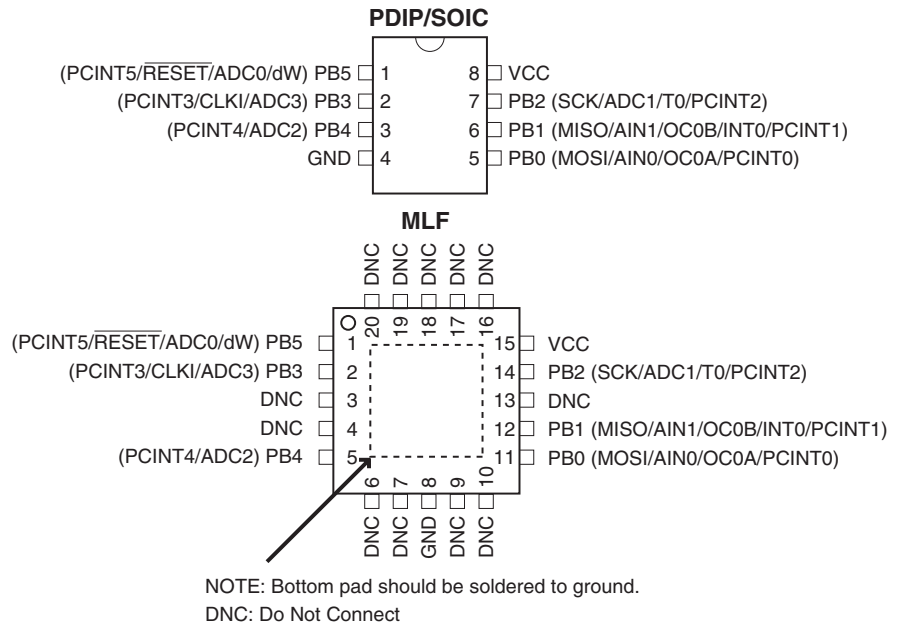 PDIP/SOIC
(PCINT5/RESET/ADC0/dW) PB5 1 8 VCC
(PCINT3/CLKI/ADC3) PB3 2 7 PB2 (SCK/ADC1/T0/PCINT2)
(PCINT4/ADC2) PB4 3 6 PB1 (MISO/AIN1/OC0B/INT0/PCINT1)
GND 4 5 PB0 (MOSI/AIN0/OC0A/PCINT0)
MLF
DNC DNC DNC DNC DNC
20 19 18 17 16
(PCINT5/RESET/ADC0/dW) PB5 1 15 VCC
(PCINT3/CLKI/ADC3) PB3 2 14 PB2 (SCK/ADC1/T0/PCINT2)
DNC 3 13 DNC
DNC 4 12 PB1 (MISO/AIN1/OC0B/INT0/PCINT1)
(PCINT4/ADC2) PB4 5 11 PB0 (MOSI/AIN0/OC0A/PCINT0)
6 7 8 9 10
DNC DNC GND DNC DNC
NOTE: Bottom pad should be soldered to ground.
DNC: Do Not Connect